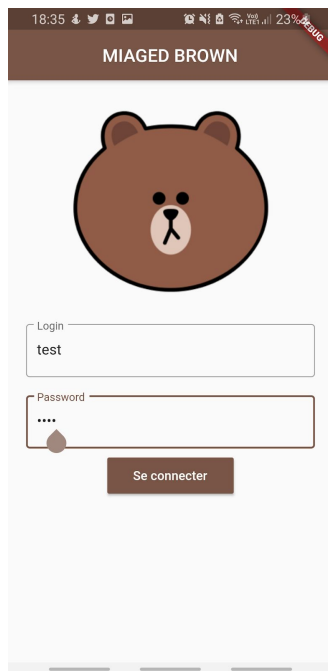 18:35 23%
DEBUG
MIAGED BROWN
Login
test
Password
••••
Se connecter